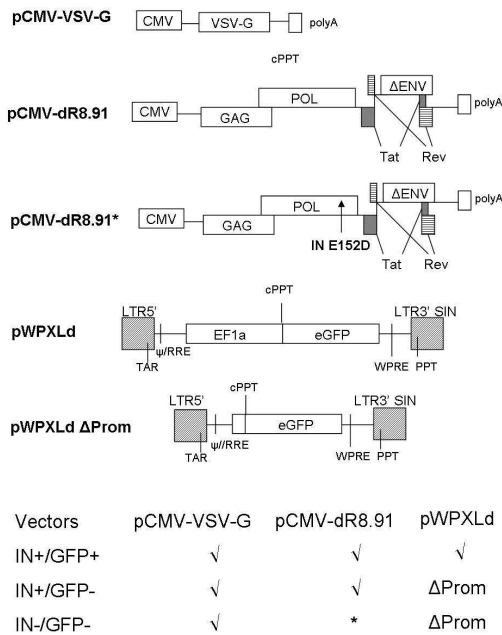 pCMV-VSV-G CMV VSV-G polyA
cPPT
pCMV-dR8.91 CMV GAG POL ΔENV polyA
Tat Rev
pCMV-dR8.91* CMV GAG POL ΔENV polyA
IN E152D
Tat Rev
cPPT
LTR5' LTR3' SIN
pWPXLd EF1a eGFP
TAR ψ/RRE WPRE PPT
LTR5' cPPT LTR3' SIN
pWPXLd ΔProm eGFP
TAR ψ//RRE WPRE PPT
Vectors pCMV-VSV-G pCMV-dR8.91 pWPXLd
IN+/GFP+ √ √ √
IN+/GFP- √ √ ΔProm
IN-/GFP- √ * ΔProm